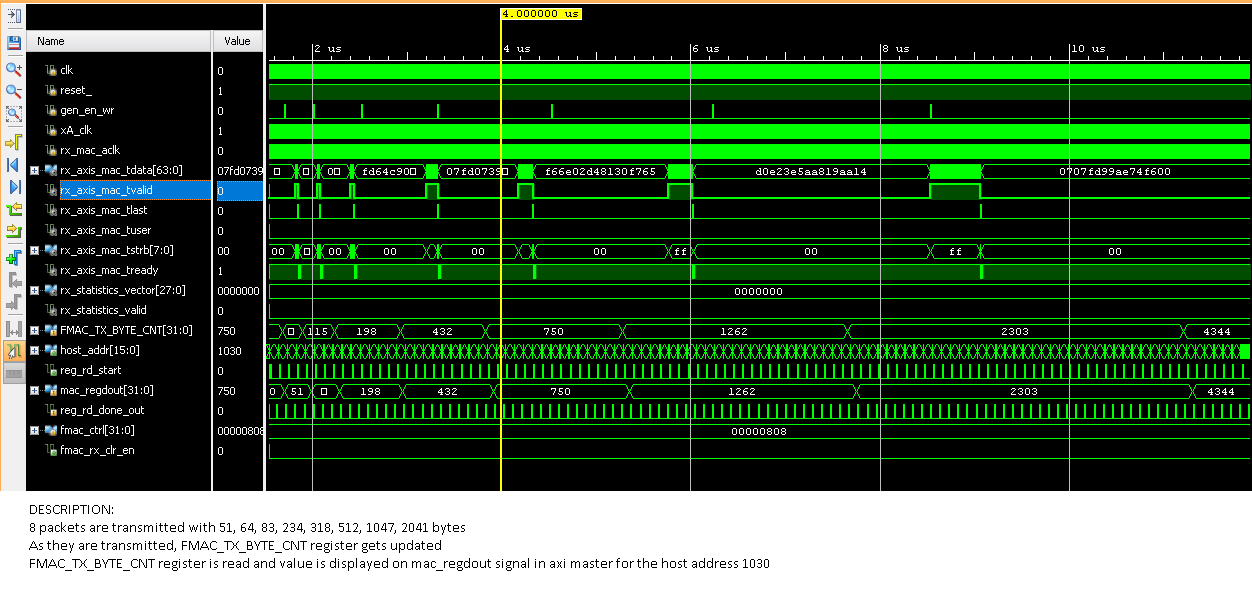 4.000000 us
Name Value
2 us 4 us 6 us 8 us 10 us
clk 0
reset_ 1
gen_en_wr 0
xA_clk 1
rx_mac_aclk 0
rx_axis_mac_tdata[63:0] 07fd0739 fd64c90 07fd0739 f66e02d48130f765 d0e23e5aa819aa14 0707fd99ae74f600
rx_axis_mac_tvalid 0
rx_axis_mac_tlast 0
rx_axis_mac_tuser 0
rx_axis_mac_tstrb[7:0] 00 00 00 00 00 00 ff 00 ff 00
rx_axis_mac_tready 1
rx_statistics_vector[27:0] 0000000 0000000
rx_statistics_valid 0
FMAC_TX_BYTE_CNT[31:0] 750 115 198 432 750 1262 2303 4344
host_addr[15:0] 1030
reg_rd_start 0
mac_regdout[31:0] 750 0 51 198 432 750 1262 2303 4344
reg_rd_done_out 0
fmac_ctrl[31:0] 00000808 00000808
fmac_rx_clr_en 0
DESCRIPTION:
8 packets are transmitted with 51, 64, 83, 234, 318, 512, 1047, 2041 bytes
As they are transmitted, FMAC_TX_BYTE_CNT register gets updated
FMAC_TX_BYTE_CNT register is read and value is displayed on mac_regdout signal in axi master for the host address 1030